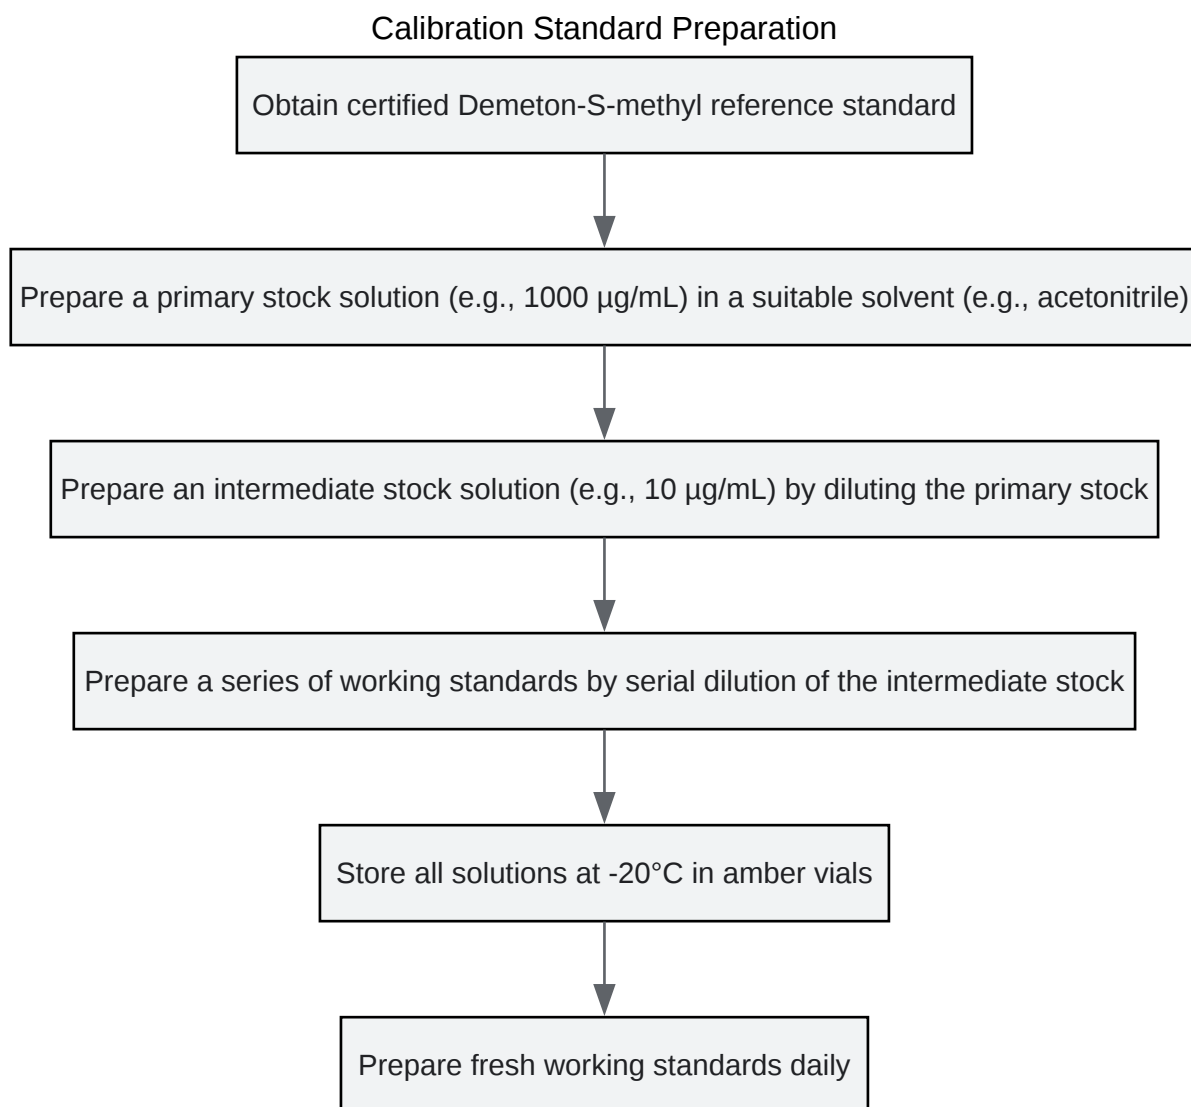 Calibration Standard Preparation
Obtain certified Demeton-S-methyl reference standard
Prepare a primary stock solution (e.g., 1000 µg/mL) in a suitable solvent (e.g., acetonitrile)
Prepare an intermediate stock solution (e.g., 10 µg/mL) by diluting the primary stock
Prepare a series of working standards by serial dilution of the intermediate stock
Store all solutions at -20°C in amber vials
Prepare fresh working standards daily